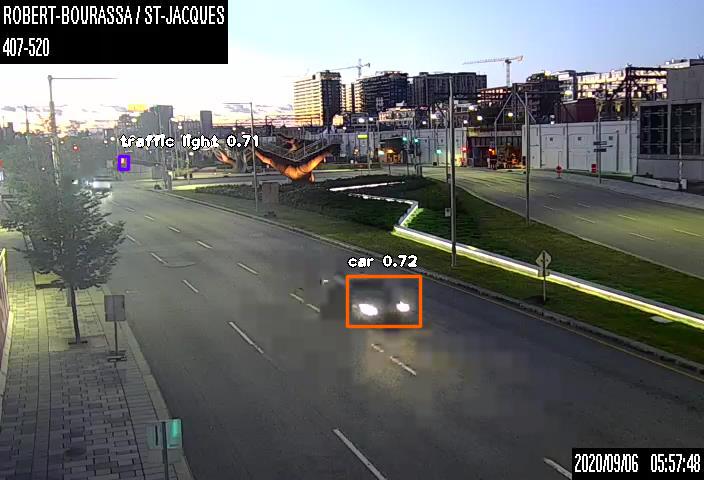 ROBERT-BOURASSA / ST-JACQUES
407-520
traffic light 0.71
car 0.72
2020/09/06 05:57:48